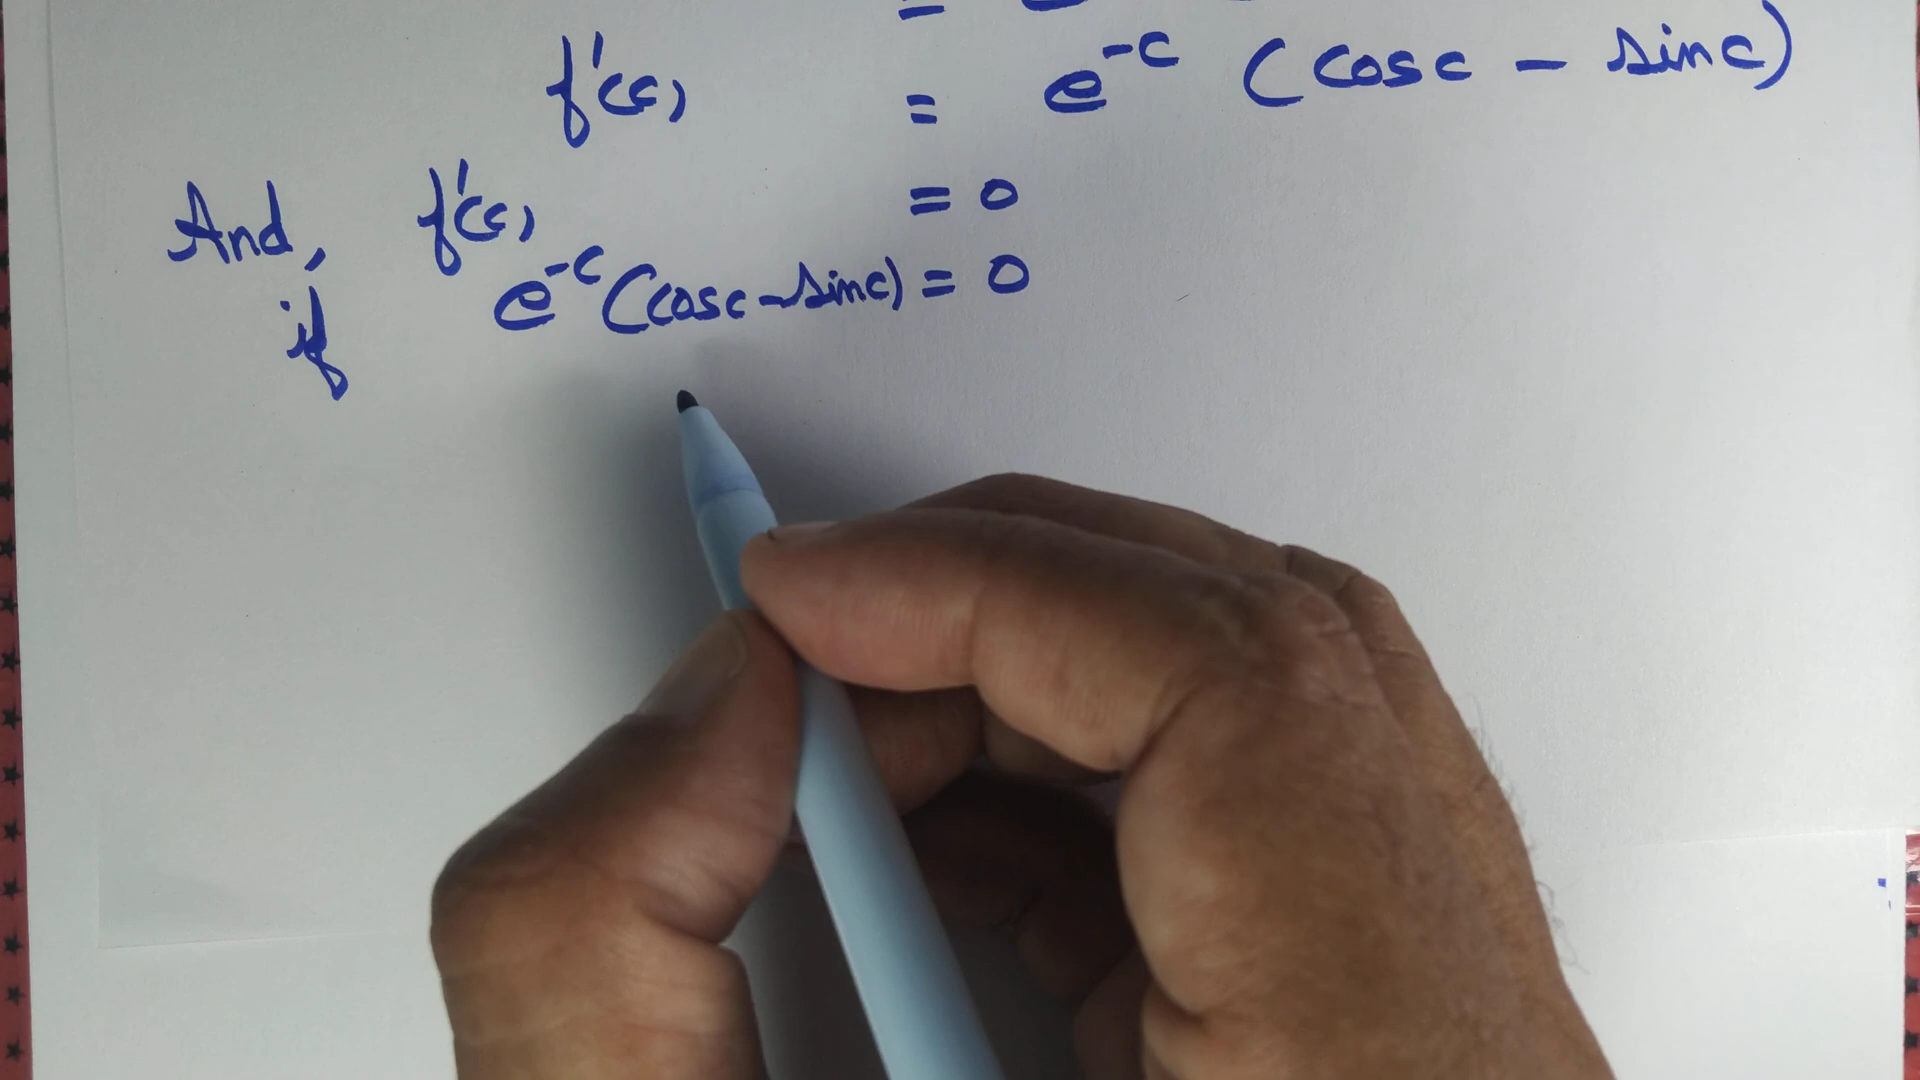 f'(c) = e^-c (cosc - sinc)
And, f'(c) = 0
if e^-c (cosc - sinc) = 0